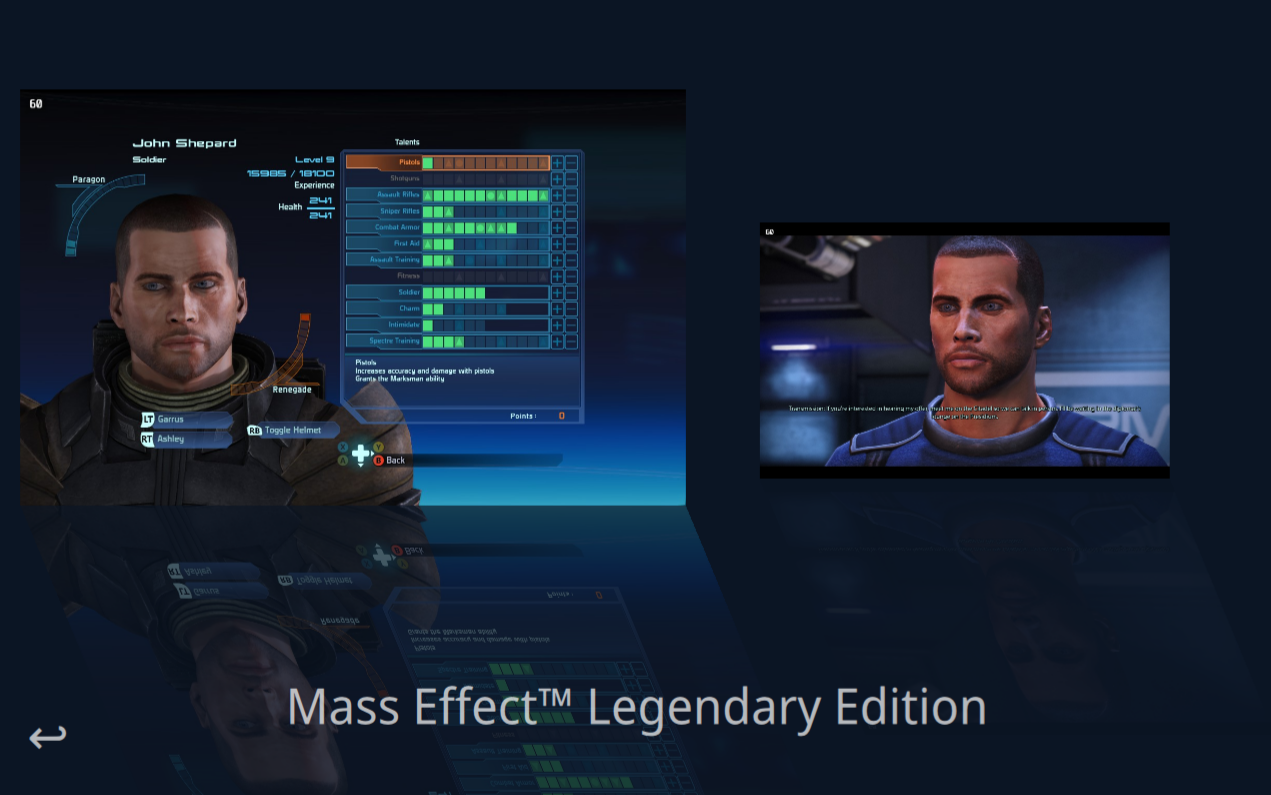 60
John Shepard
Soldier
Level 9
15985 / 18100
Experience
Health 241
241
Paragon
Renegade
LT Garrus
RT Ashley
RB Toggle Helmet
X Y
A B Back
Talents
Pistols
Shotguns
Assault Rifles
Sniper Rifles
Combat Armor
First Aid
Assault Training
Fitness
Soldier
Charm
Intimidate
Spectre Training
Pistols
Increases accuracy and damage with pistols
Grants the Marksman ability
Points: 0
60
Mass Effect™ Legendary Edition